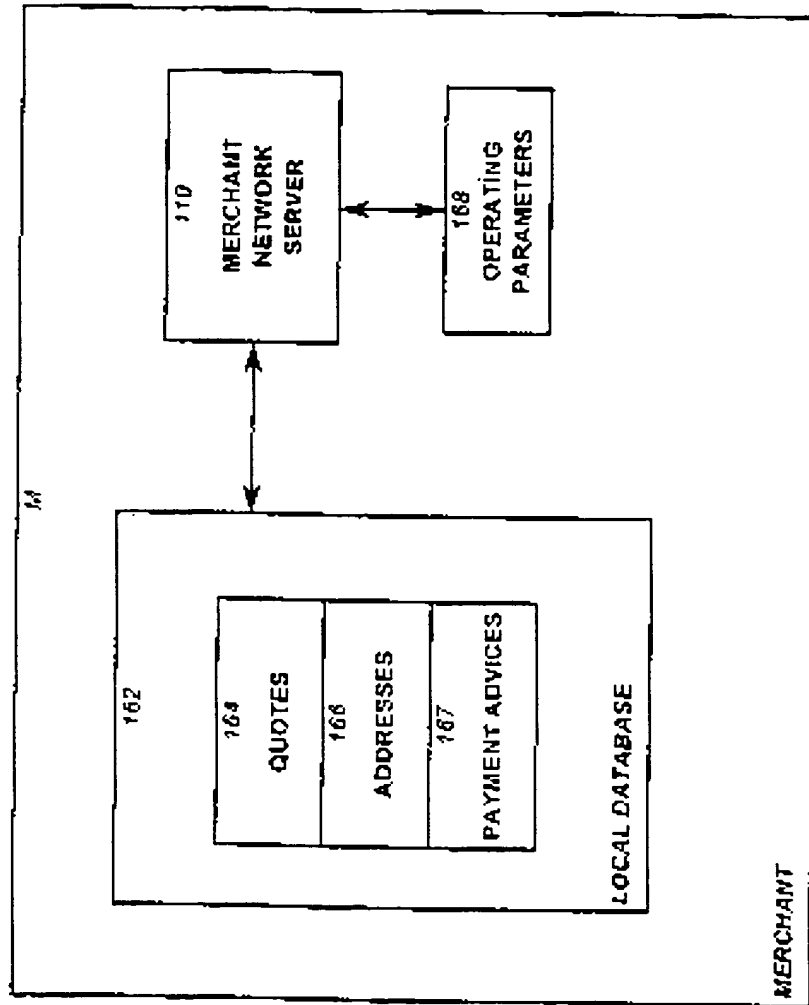 M
162
164
QUOTES
166
ADDRESSES
167
PAYMENT ADVICES
LOCAL DATABASE
110
MERCHANT
NETWORK
SERVER
168
OPERATING
PARAMETERS
MERCHANT